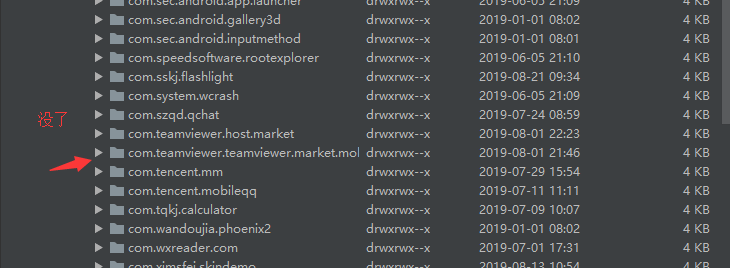 com.sec.android.app.launcher drwxrwx--x 2019-06-05 21:09 4 KB
com.sec.android.gallery3d drwxrwx--x 2019-01-01 08:02 4 KB
com.sec.android.inputmethod drwxrwx--x 2019-01-01 08:01 4 KB
com.speedsoftware.rootexplorer drwxrwx--x 2019-06-05 21:10 4 KB
com.sskj.flashlight drwxrwx--x 2019-08-21 09:34 4 KB
com.system.wcrash drwxrwx--x 2019-06-05 21:09 4 KB
没了 com.szqd.qchat drwxrwx--x 2019-07-24 08:59 4 KB
com.teamviewer.host.market drwxrwx--x 2019-08-01 22:23 4 KB
com.teamviewer.teamviewer.market.mol drwxrwx--x 2019-08-01 21:46 4 KB
com.tencent.mm drwxrwx--x 2019-07-29 15:54 4 KB
com.tencent.mobileqq drwxrwx--x 2019-07-11 11:11 4 KB
com.tqkj.calculator drwxrwx--x 2019-07-09 10:07 4 KB
com.wandoujia.phoenix2 drwxrwx--x 2019-01-01 08:02 4 KB
com.wxreader.com drwxrwx--x 2019-07-01 17:31 4 KB
com.ximsfei.skindemo drwxrwx--x 2019-08-13 10:54 4 KB